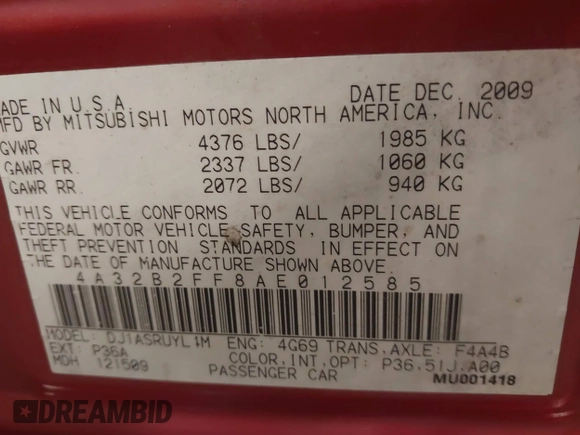 MADE IN U.S.A. DATE DEC. 2009
MFD BY MITSUBISHI MOTORS NORTH AMERICA, INC.
GVWR 4376 LBS/ 1985 KG
GAWR FR. 2337 LBS/ 1060 KG
GAWR RR. 2072 LBS/ 940 KG
THIS VEHICLE CONFORMS TO ALL APPLICABLE
FEDERAL MOTOR VEHICLE SAFETY, BUMPER, AND
THEFT PREVENTION STANDARDS IN EFFECT ON
THE DATE OF MANUFACTURE SHOWN ABOVE.
4A32B2FF8AE012585
MODEL: DJ1ASRUYL1M ENG: 4G69 TRANS.AXLE: F4A4B
EXT: P36A COLOR,INT,OPT: P36.51J.A00
MDH 121509 PASSENGER CAR
MU001418
DREAMBID